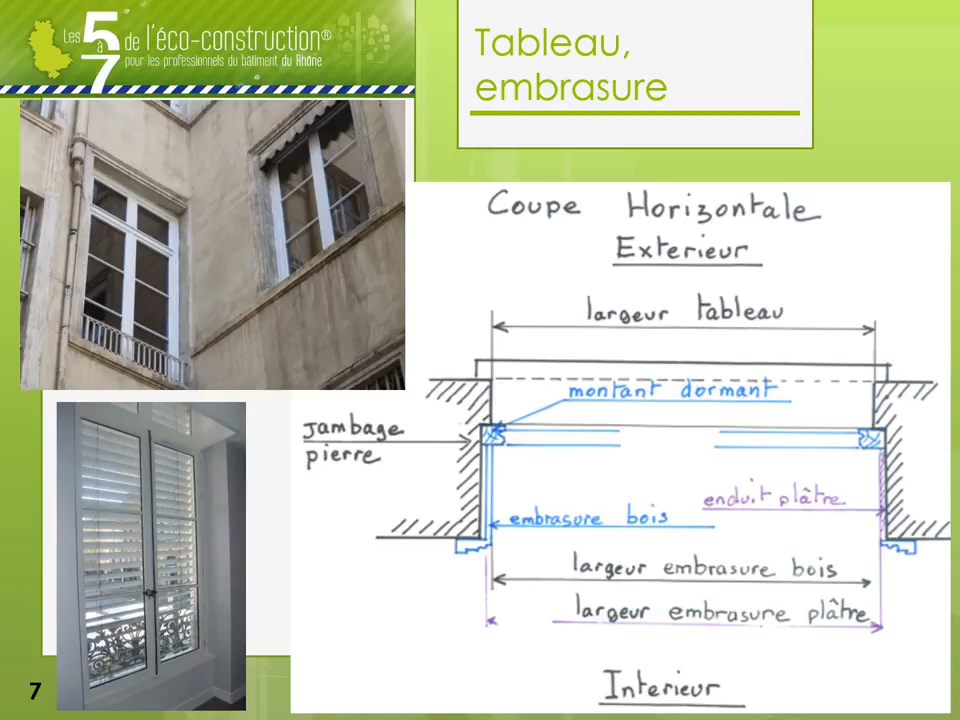 Les 5 à 7 de l'éco-construction®
pour les professionnels du bâtiment du Rhône
Tableau,
embrasure
Coupe Horizontale
Exterieur
largeur tableau
montant dormant
Jambage
pierre
enduit plâtre
embrasure bois
largeur embrasure bois
largeur embrasure plâtre
Interieur
7